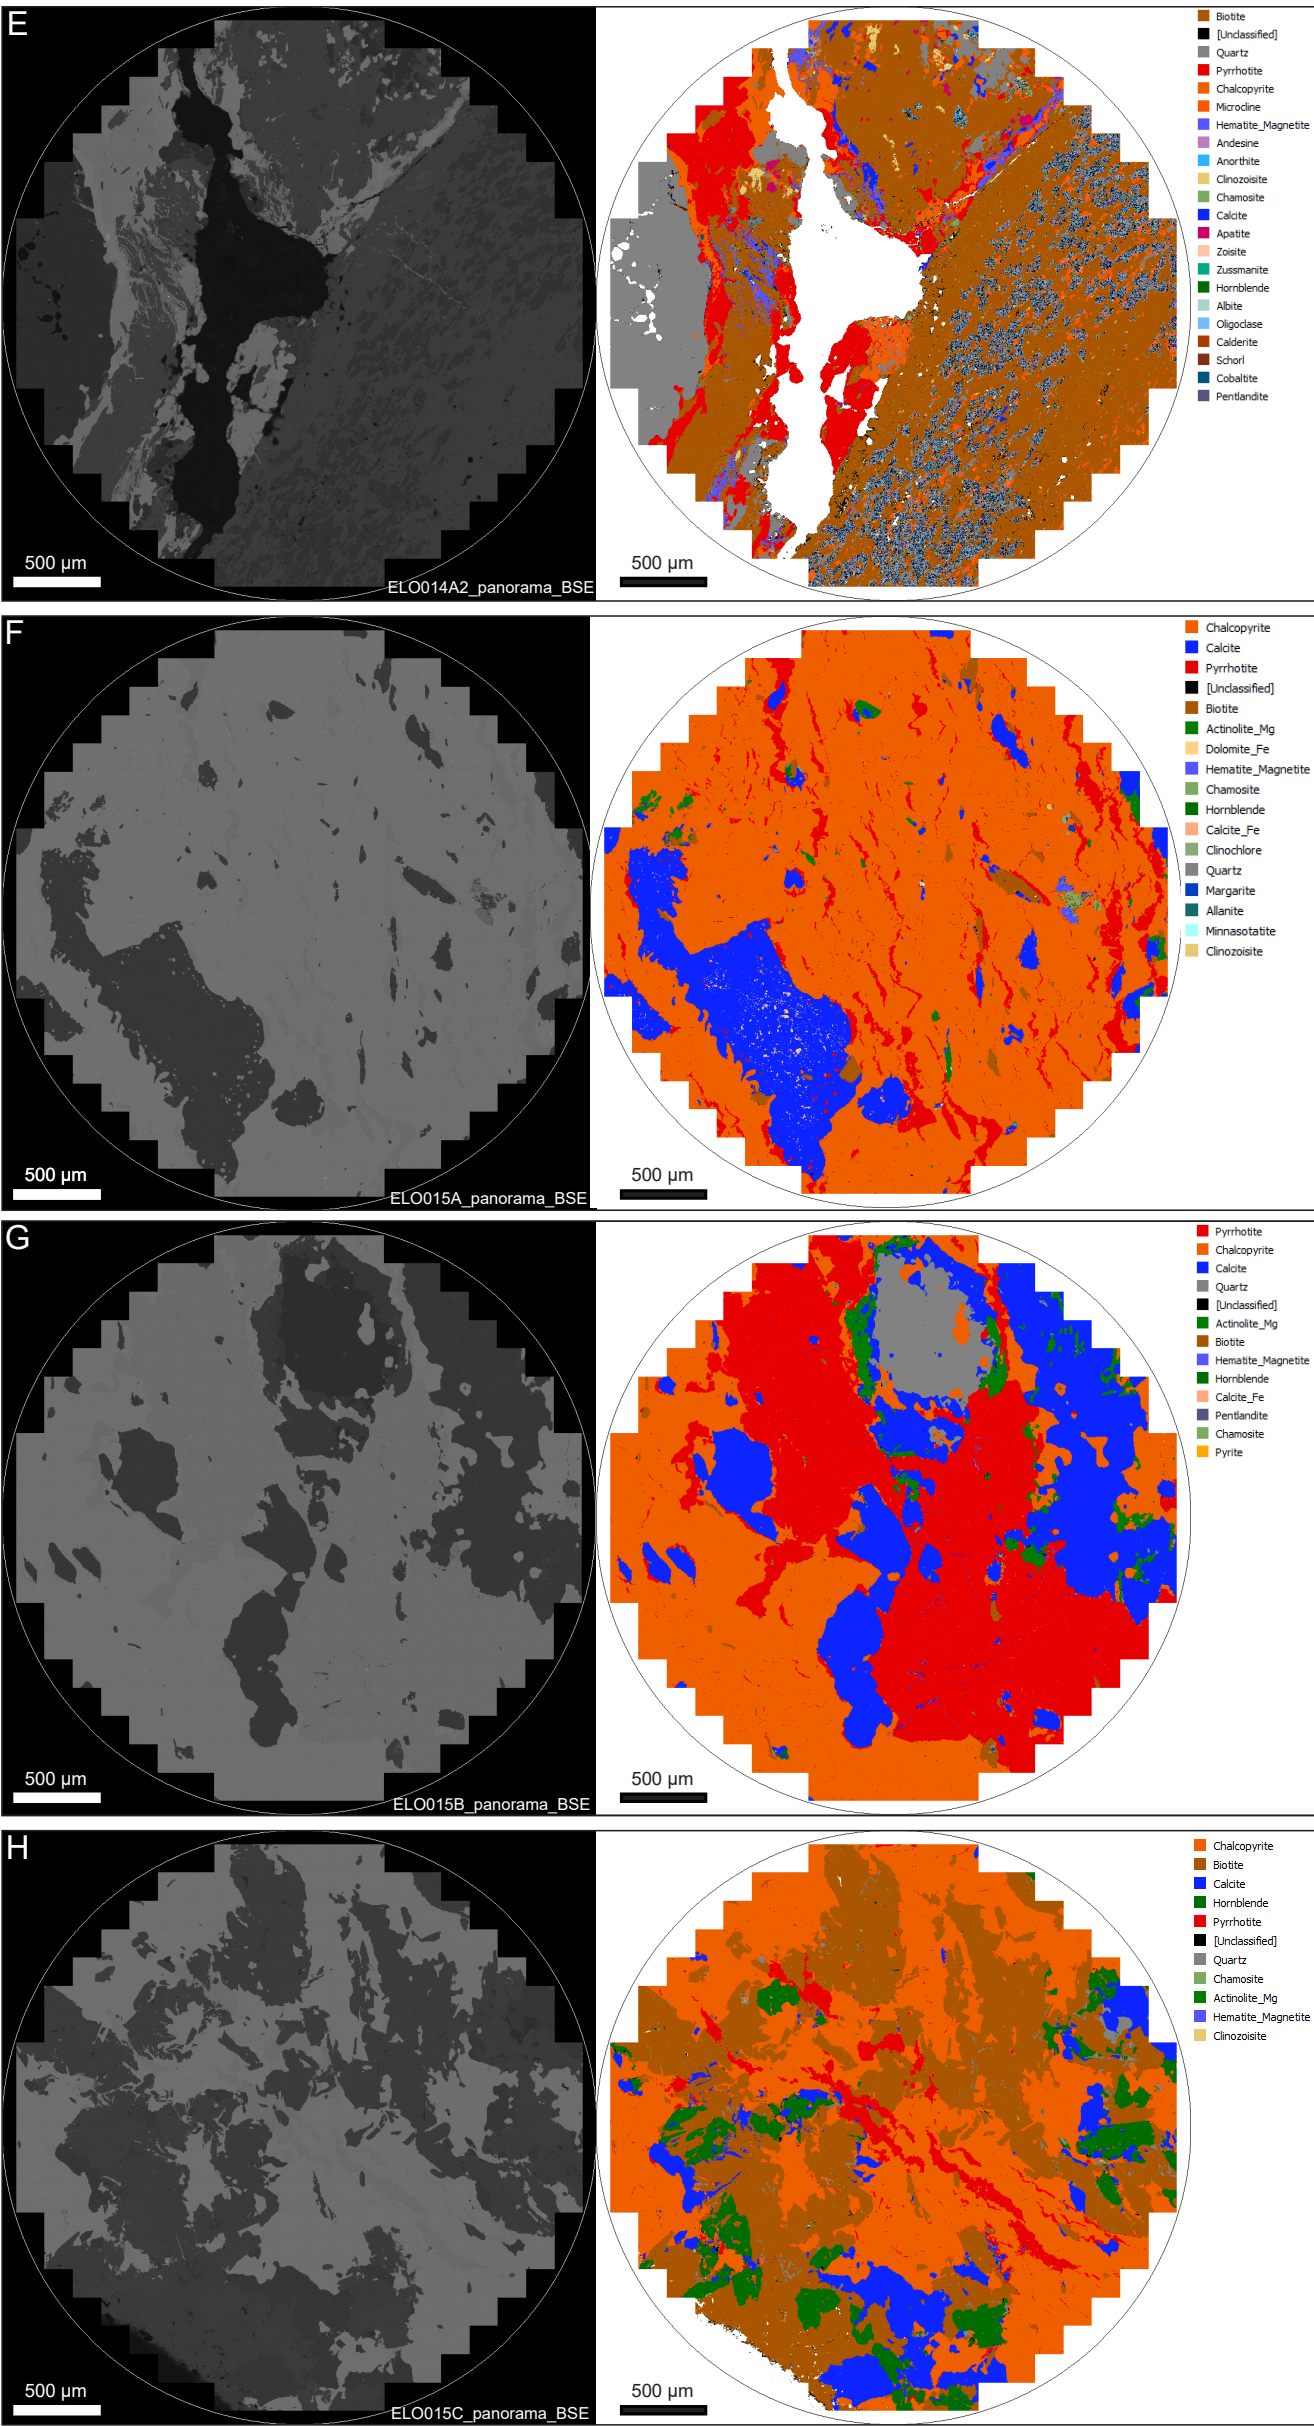 E
Biotite
[Unclassified]
Quartz
Pyrrhotite
Chalcopyrite
Microcline
Hematite_Magnetite
Andesine
Anorthite
Clinozoisite
Chamosite
Calcite
Apatite
Zoisite
Zussmanite
Hornblende
Albite
Oligoclase
Calderite
Schorl
Cobaltite
Pentlandite
500 µm
ELO014A2_panorama_BSE
500 µm
F
Chalcopyrite
Calcite
Pyrrhotite
[Unclassified]
Biotite
Actinolite_Mg
Dolomite_Fe
Hematite_Magnetite
Chamosite
Hornblende
Calcite_Fe
Clinochlore
Quartz
Margarite
Allanite
Minnasotatite
Clinozoisite
500 µm
ELO015A_panorama_BSE
500 µm
G
Pyrrhotite
Chalcopyrite
Calcite
Quartz
[Unclassified]
Actinolite_Mg
Biotite
Hematite_Magnetite
Hornblende
Calcite_Fe
Pentlandite
Chamosite
Pyrite
500 µm
ELO015B_panorama_BSE
500 µm
H
Chalcopyrite
Biotite
Calcite
Hornblende
Pyrrhotite
[Unclassified]
Quartz
Chamosite
Actinolite_Mg
Hematite_Magnetite
Clinozoisite
500 µm
ELO015C_panorama_BSE
500 µm